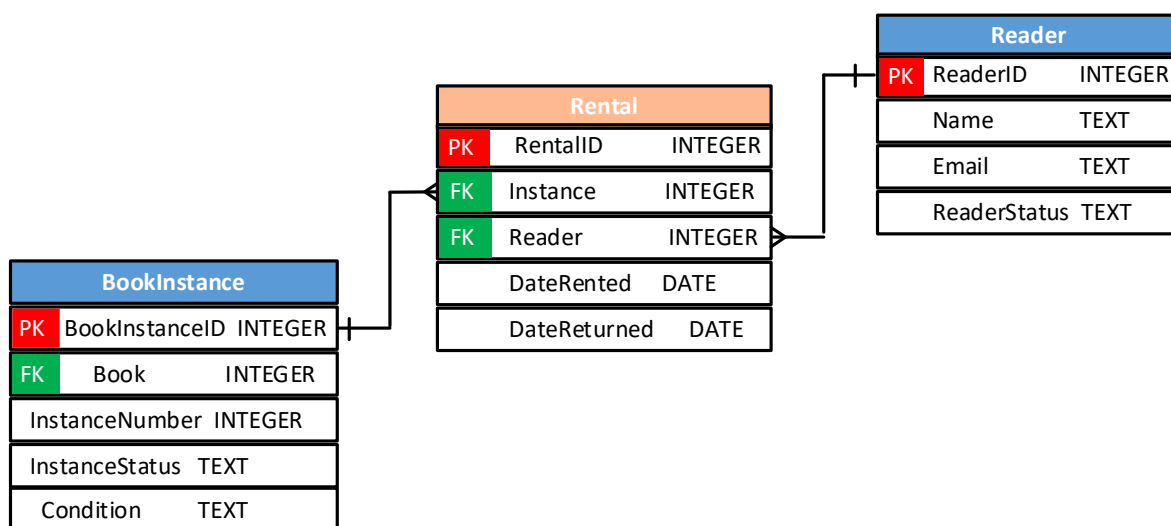 Reader
PK ReaderID INTEGER
Name TEXT
Email TEXT
ReaderStatus TEXT
Rental
PK RentalID INTEGER
FK Instance INTEGER
FK Reader INTEGER
DateRented DATE
DateReturned DATE
BookInstance
PK BookInstanceID INTEGER
FK Book INTEGER
InstanceNumber INTEGER
InstanceStatus TEXT
Condition TEXT